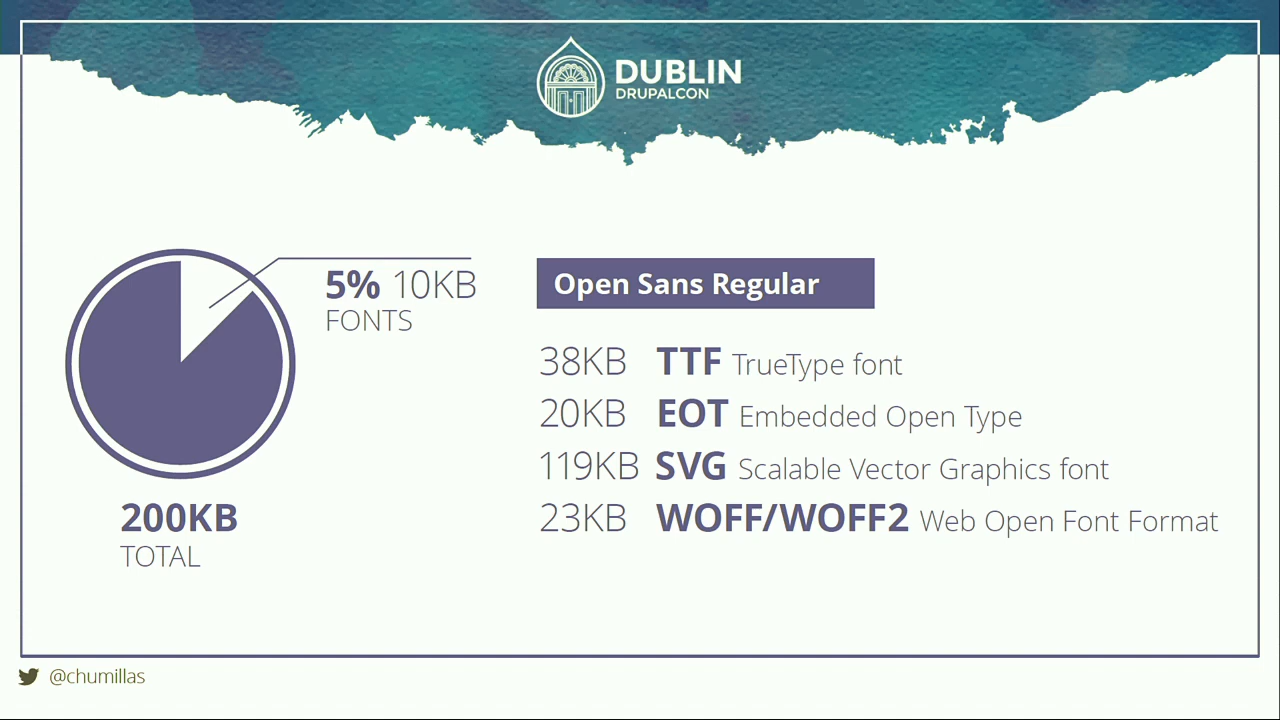 DUBLIN
DRUPALCON
5% 10KB
FONTS
200KB
TOTAL
Open Sans Regular
38KB TTF TrueType font
20KB EOT Embedded Open Type
119KB SVG Scalable Vector Graphics font
23KB WOFF/WOFF2 Web Open Font Format
@chumillas